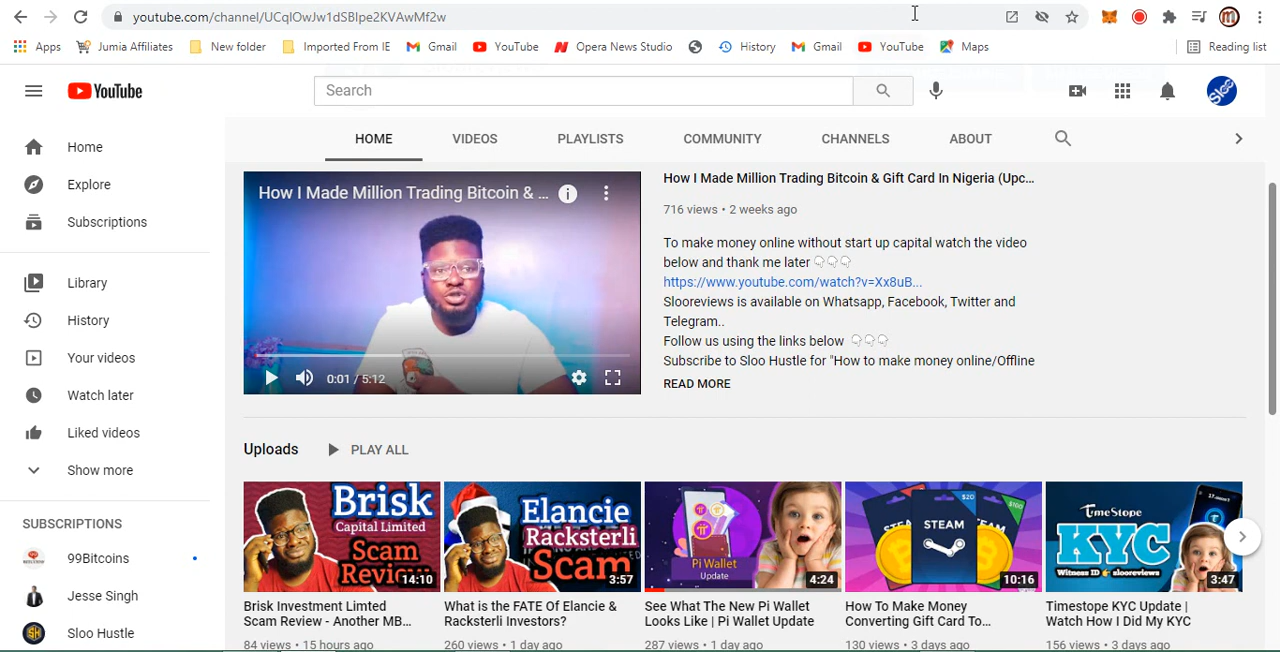 youtube.com/channel/UCqIOwJw1dSBlpe2KVAwMf2w
Apps Jumia Affiliates New folder Imported From IE Gmail YouTube Opera News Studio History Gmail YouTube Maps Reading list
YouTube
Search
Sloo
HOME VIDEOS PLAYLISTS COMMUNITY CHANNELS ABOUT
Home
Explore
Subscriptions
Library
History
Your videos
Watch later
Liked videos
Show more
SUBSCRIPTIONS
99Bitcoins
Jesse Singh
Sloo Hustle
How I Made Million Trading Bitcoin & ...
0:01 / 5:12
How I Made Million Trading Bitcoin & Gift Card In Nigeria (Upc...
716 views • 2 weeks ago
To make money online without start up capital watch the video
below and thank me later 👇👇👇
https://www.youtube.com/watch?v=Xx8uB...
Slooreviews is available on Whatsapp, Facebook, Twitter and
Telegram..
Follow us using the links below 👇👇👇
Subscribe to Sloo Hustle for "How to make money online/Offline
READ MORE
Uploads PLAY ALL
Brisk
Capital Limited
Scam
Review
14:10
Brisk Investment Limted
Scam Review - Another MB...
84 views • 15 hours ago
Elancie
Racksterli
Scam
3:57
What is the FATE Of Elancie &
Racksterli Investors?
260 views • 1 day ago
Pi Wallet
Update
4:24
See What The New Pi Wallet
Looks Like | Pi Wallet Update
287 views • 1 day ago
$20
$100
STEAM
10:16
How To Make Money
Converting Gift Card To...
130 views • 3 days ago
TimeStope
KYC
Witness ID & slooreviews
3:47
Timestope KYC Update |
Watch How I Did My KYC
156 views • 3 days ago